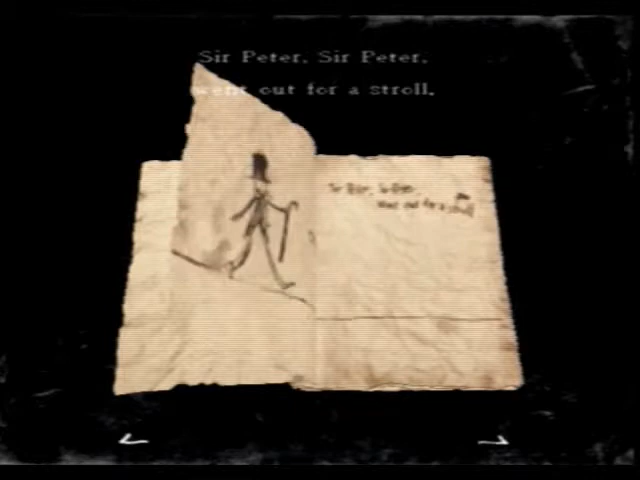 Sir Peter, Sir Peter,
went out for a stroll.
Sir Peter, Sir Peter,
went out for a stroll